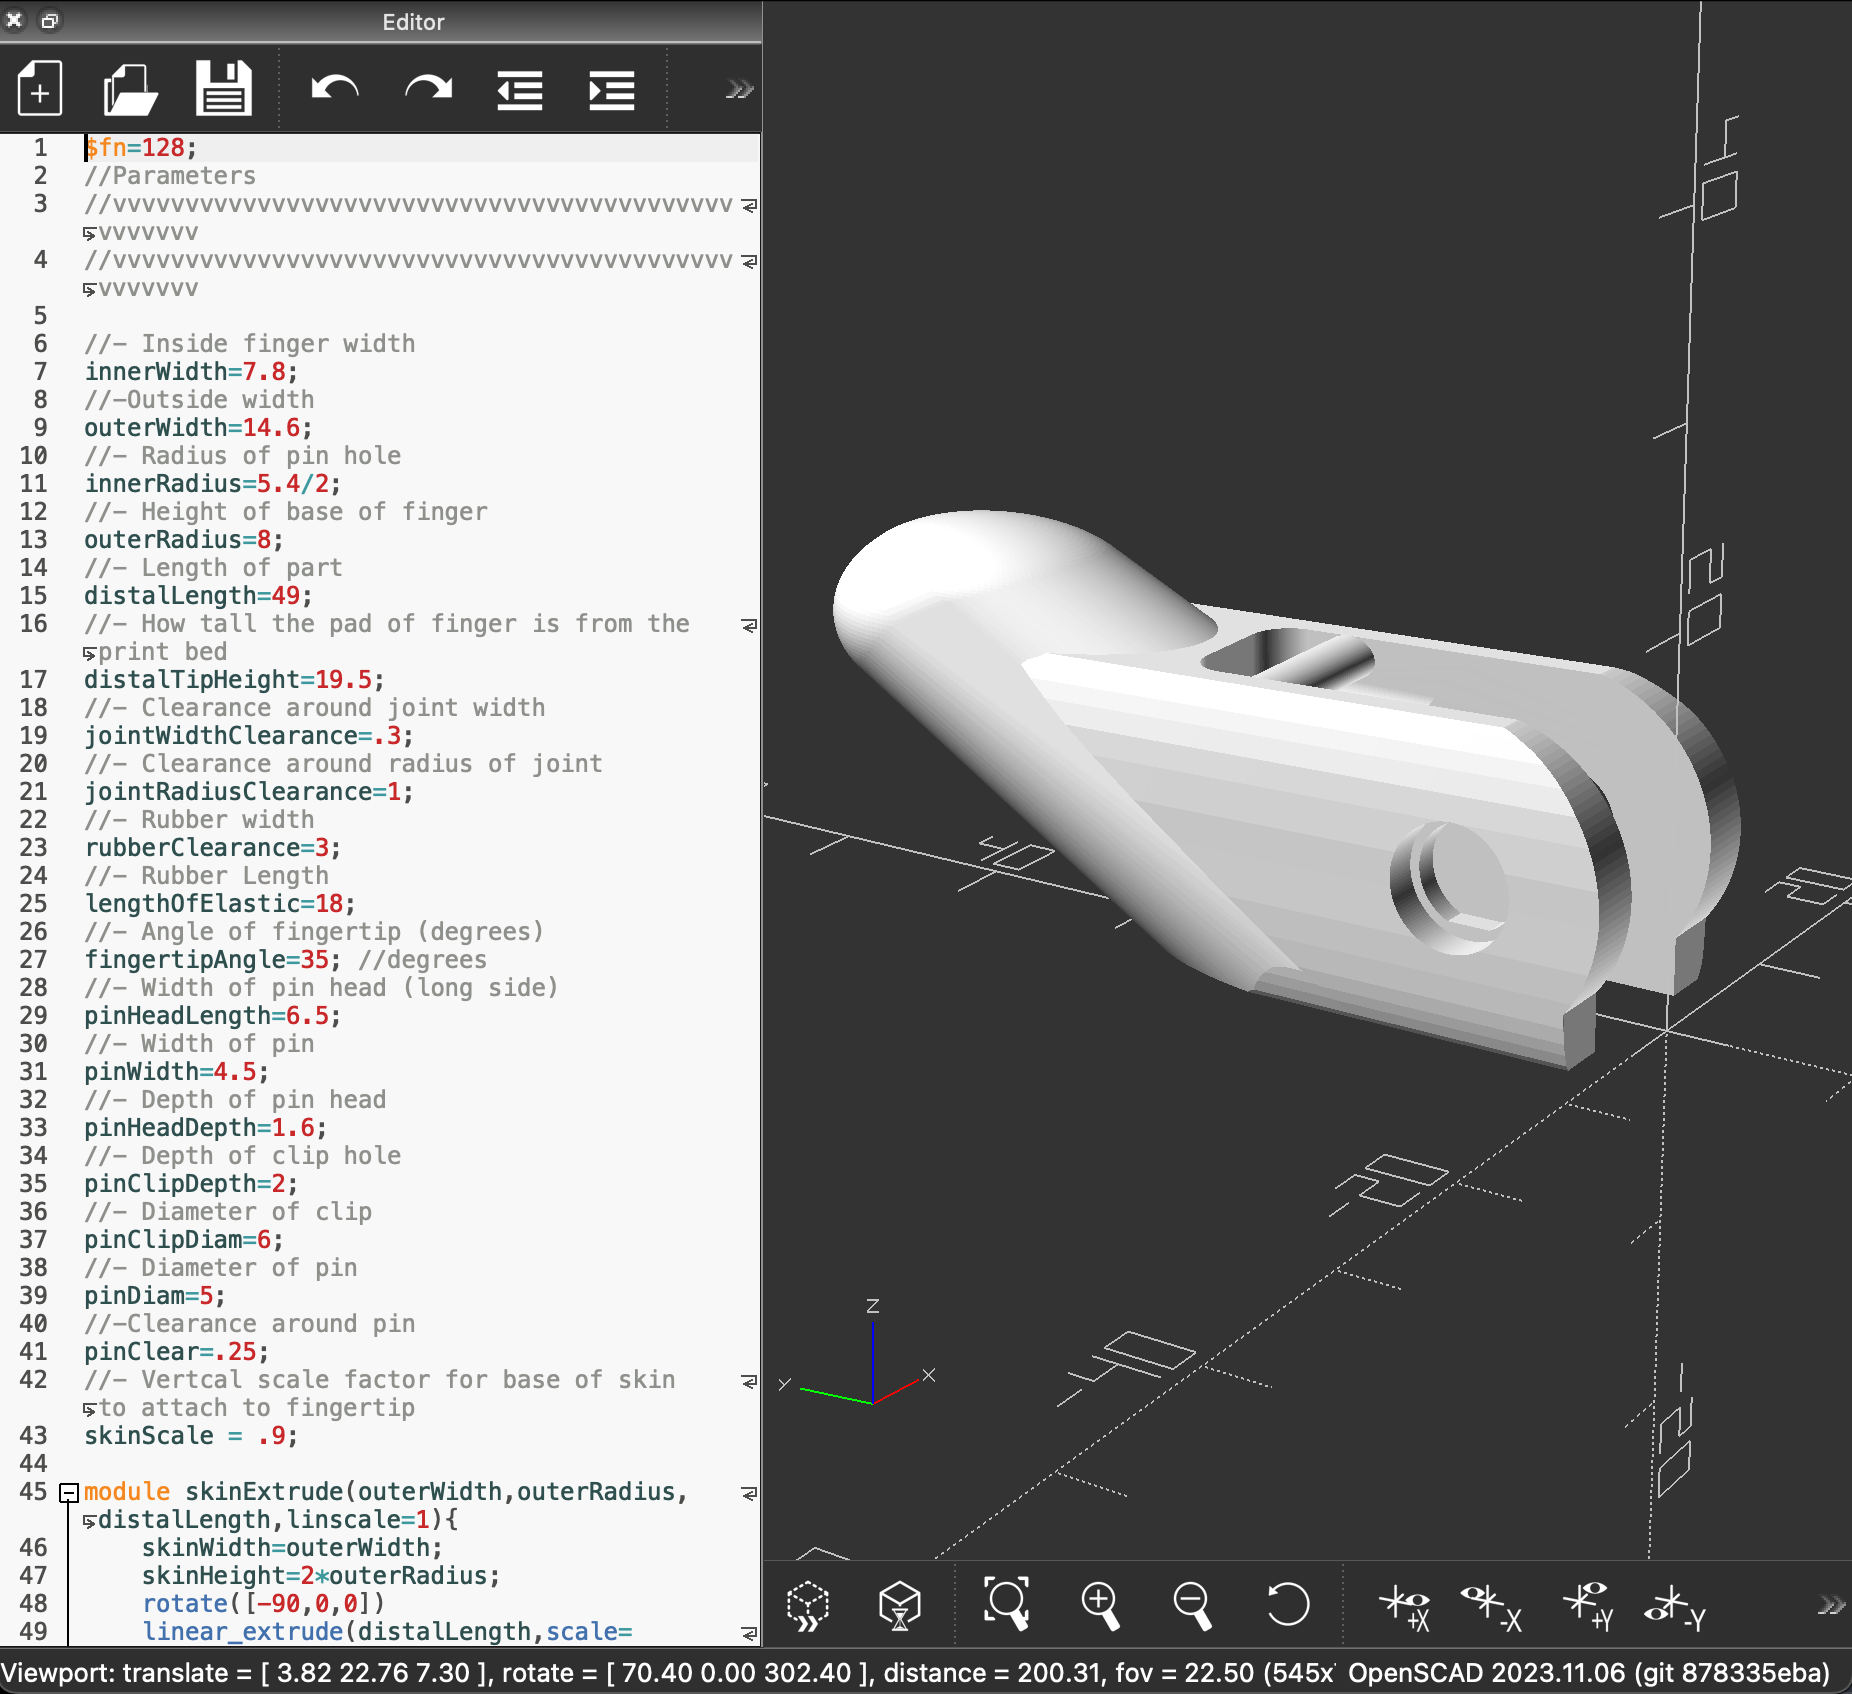 Editor
1 $fn=128;
2 //Parameters
3 //vvvvvvvvvvvvvvvvvvvvvvvvvvvvvvvvvvvvvvvvvvv
vvvvvvv
4 //vvvvvvvvvvvvvvvvvvvvvvvvvvvvvvvvvvvvvvvvvvv
vvvvvvv
5
6 //- Inside finger width
7 innerWidth=7.8;
8 //-Outside width
9 outerWidth=14.6;
10 //- Radius of pin hole
11 innerRadius=5.4/2;
12 //- Height of base of finger
13 outerRadius=8;
14 //- Length of part
15 distalLength=49;
16 //- How tall the pad of finger is from the
print bed
17 distalTipHeight=19.5;
18 //- Clearance around joint width
19 jointWidthClearance=.3;
20 //- Clearance around radius of joint
21 jointRadiusClearance=1;
22 //- Rubber width
23 rubberClearance=3;
24 //- Rubber Length
25 lengthOfElastic=18;
26 //- Angle of fingertip (degrees)
27 fingertipAngle=35; //degrees
28 //- Width of pin head (long side)
29 pinHeadLength=6.5;
30 //- Width of pin
31 pinWidth=4.5;
32 //- Depth of pin head
33 pinHeadDepth=1.6;
34 //- Depth of clip hole
35 pinClipDepth=2;
36 //- Diameter of clip
37 pinClipDiam=6;
38 //- Diameter of pin
39 pinDiam=5;
40 //-Clearance around pin
41 pinClear=.25;
42 //- Vertcal scale factor for base of skin
to attach to fingertip
43 skinScale = .9;
44
45 module skinExtrude(outerWidth,outerRadius,
distalLength,linscale=1){
46 skinWidth=outerWidth;
47 skinHeight=2*outerRadius;
48 rotate([-90,0,0])
49 linear_extrude(distalLength,scale=
10
20
-20
40
20
-20
-10
Z
Y
X
+X
-X
+Y
-Y
Viewport: translate = [ 3.82 22.76 7.30 ], rotate = [ 70.40 0.00 302.40 ], distance = 200.31, fov = 22.50 (545x
OpenSCAD 2023.11.06 (git 878335eba)